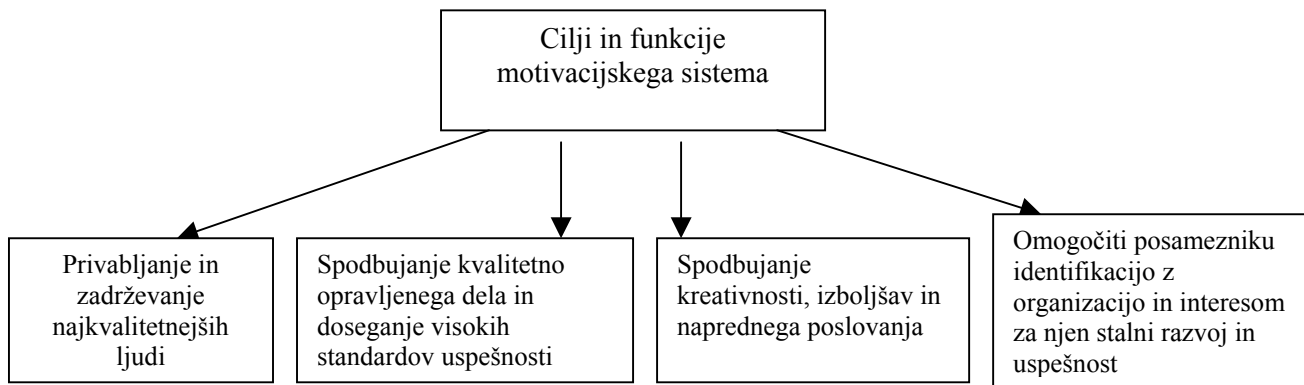 Cilji in funkcije
motivacijskega sistema
Privabljanje in
zadrževanje
najkvalitetnejših
ljudi
Spodbujanje kvalitetno
opravljenega dela in
doseganje visokih
standardov uspešnosti
Spodbujanje
kreativnosti, izboljšav in
naprednega poslovanja
Omogočiti posamezniku
identifikacijo z
organizacijo in interesom
za njen stalni razvoj in
uspešnost